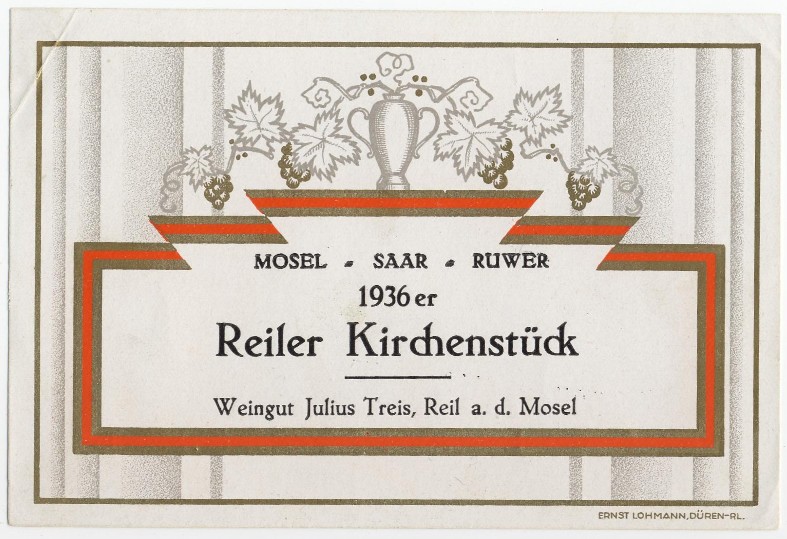 MOSEL - SAAR - RUWER
1936er
Reiler Kirchenstück
Weingut Julius Treis, Reil a. d. Mosel
ERNST LOHMANN, DÜREN-RL.